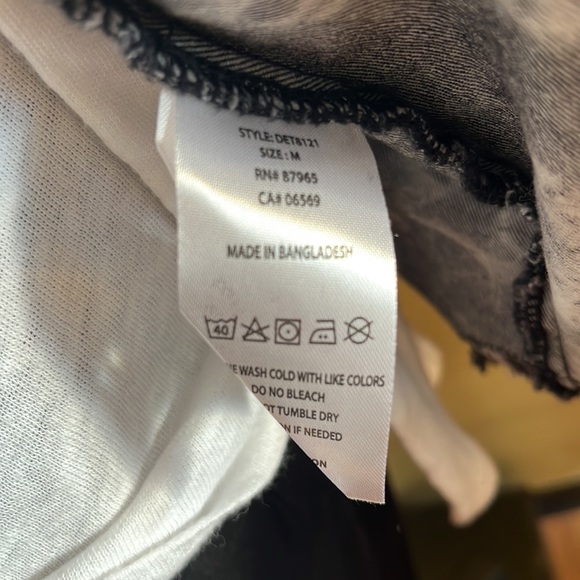 STYLE: DET8121
SIZE : M
RN# 87965
CA# 06569
MADE IN BANGLADESH
40
WASH COLD WITH LIKE COLORS
DO NO BLEACH
TUMBLE DRY
IF NEEDED